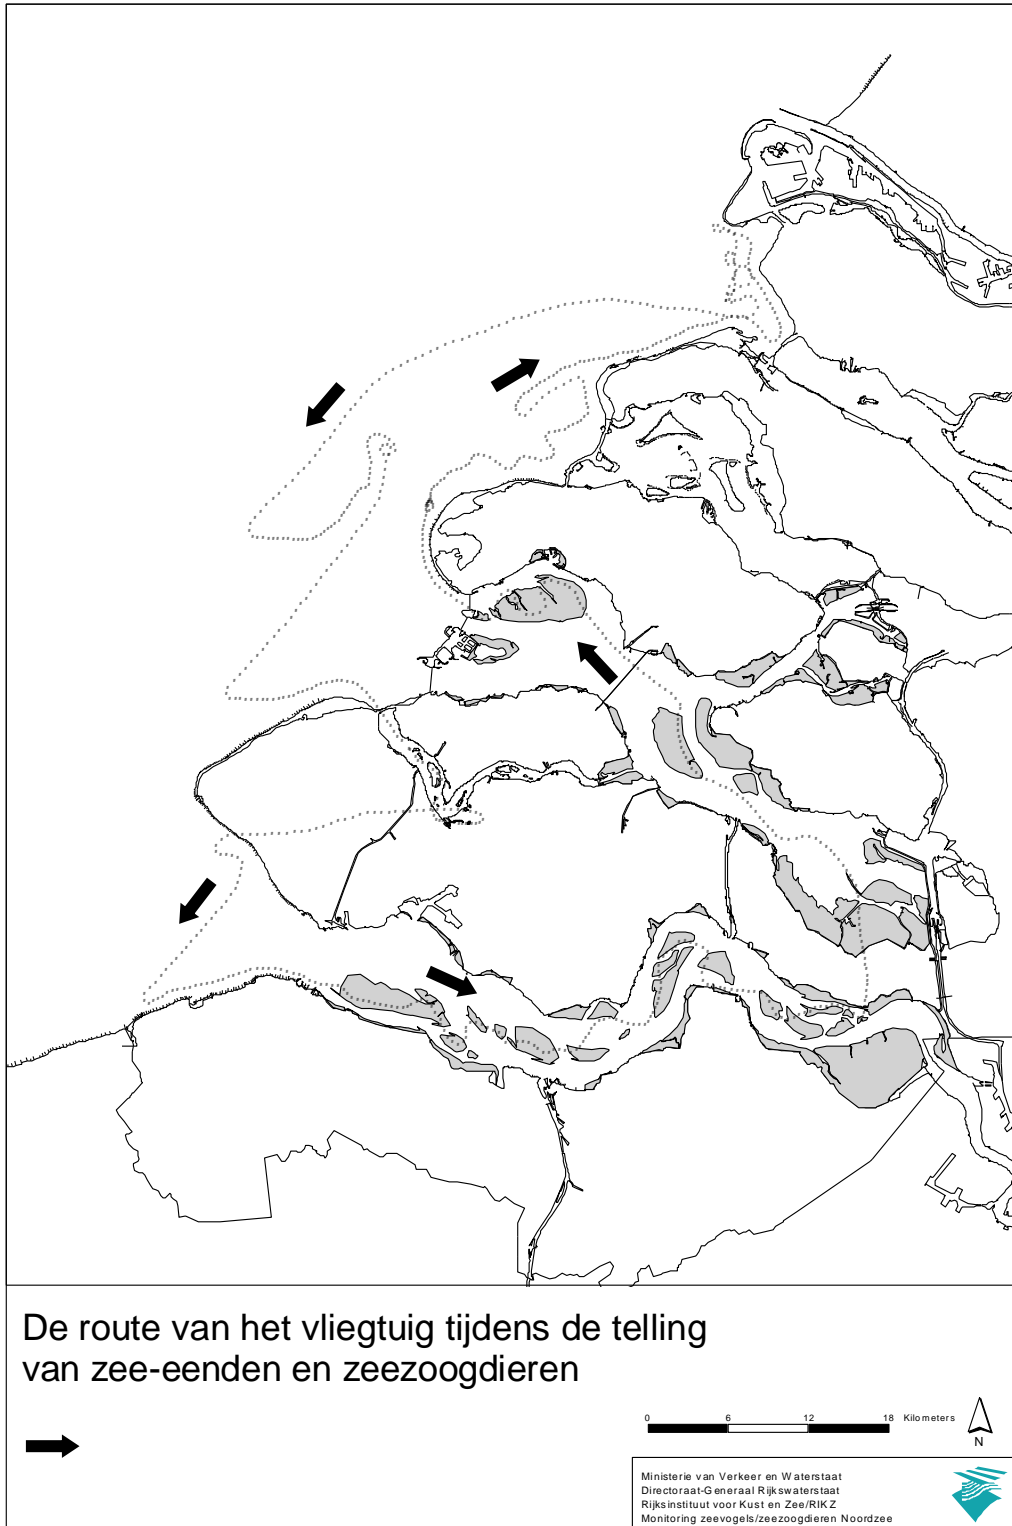 De route van het vliegtuig tijdens de telling
van zee-eenden en zeezoogdieren
0 6 12 18 Kilometers
N
Ministerie van Verkeer en Waterstaat
Directoraat-Generaal Rijkswaterstaat
Rijksinstituut voor Kust en Zee/RIKZ
Monitoring zeevogels/zeezoogdieren Noordzee